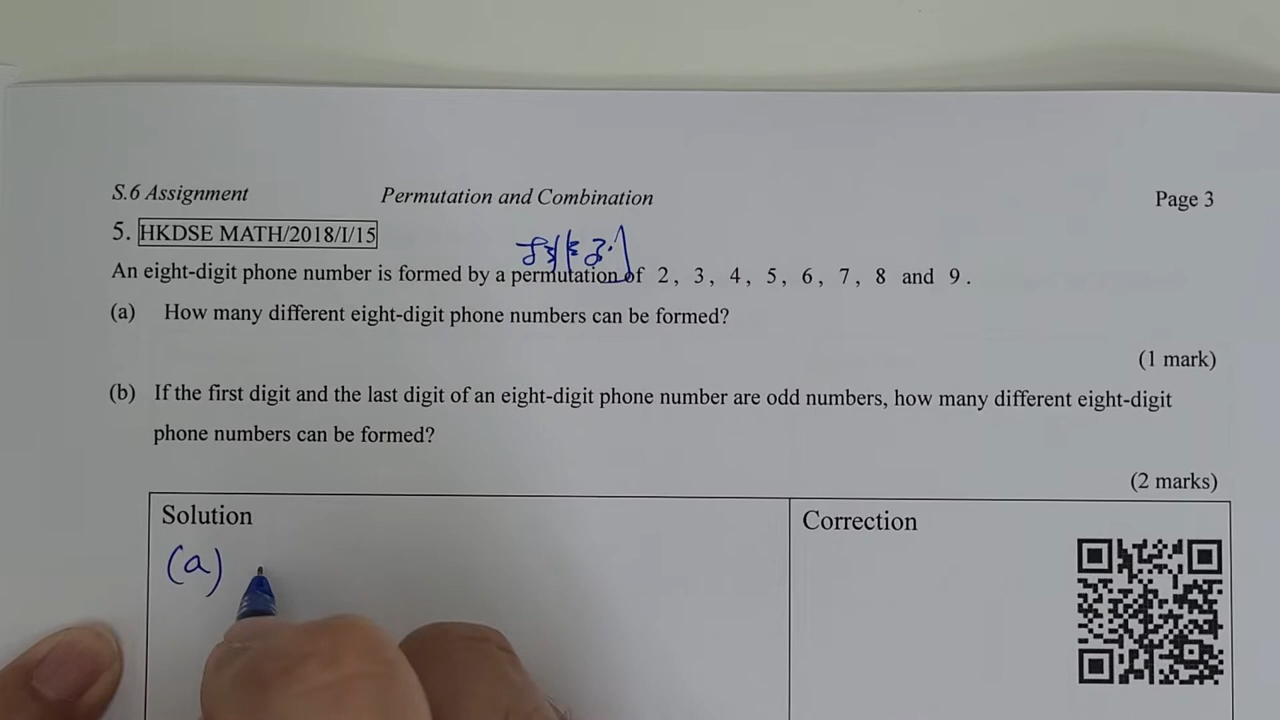 S.6 Assignment Permutation and Combination Page 3
5. HKDSE MATH/2018/I/15
An eight-digit phone number is formed by a permutation of 2, 3, 4, 5, 6, 7, 8 and 9.
(a) How many different eight-digit phone numbers can be formed?
(1 mark)
(b) If the first digit and the last digit of an eight-digit phone number are odd numbers, how many different eight-digit
phone numbers can be formed?
(2 marks)
Solution Correction
(a)